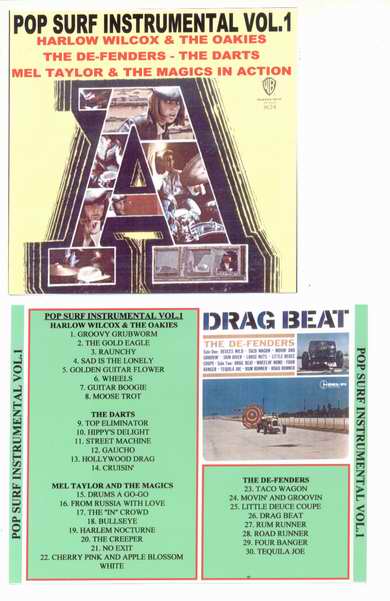 POP SURF INSTRUMENTAL VOL.1
HARLOW WILCOX & THE OAKIES
THE DE-FENDERS - THE DARTS
MEL TAYLOR & THE MAGICS IN ACTION
POP SURF INSTRUMENTAL VOL.1
POP SURF INSTRUMENTAL VOL.1
HARLOW WILCOX & THE OAKIES
1. GROOVY GRUBWORM
2. THE GOLD EAGLE
3. RAUNCHY
4. SAD IS THE LONELY
5. GOLDEN GUITAR FLOWER
6. WHEELS
7. GUITAR BOOGIE
8. MOOSE TROT
THE DARTS
9. TOP ELIMINATOR
10. HIPPY'S DELIGHT
11. STREET MACHINE
12. GAUCHO
13. HOLLYWOOD DRAG
14. CRUISIN'
MEL TAYLOR AND THE MAGICS
15. DRUMS A GO-GO
16. FROM RUSSIA WITH LOVE
17. THE "IN" CROWD
18. BULLSEYE
19. HARLEM NOCTURNE
20. THE CREEPER
21. NO EXIT
22. CHERRY PINK AND APPLE BLOSSOM
WHITE
DRAG BEAT
THE DE-FENDERS
THE DE-FENDERS
23. TACO WAGON
24. MOVIN' AND GROOVIN
25. LITTLE DEUCE COUPE
26. DRAG BEAT
27. RUM RUNNER
28. ROAD RUNNER
29. FOUR BANGER
30. TEQUILA JOE
POP SURF INSTRUMENTAL VOL.1